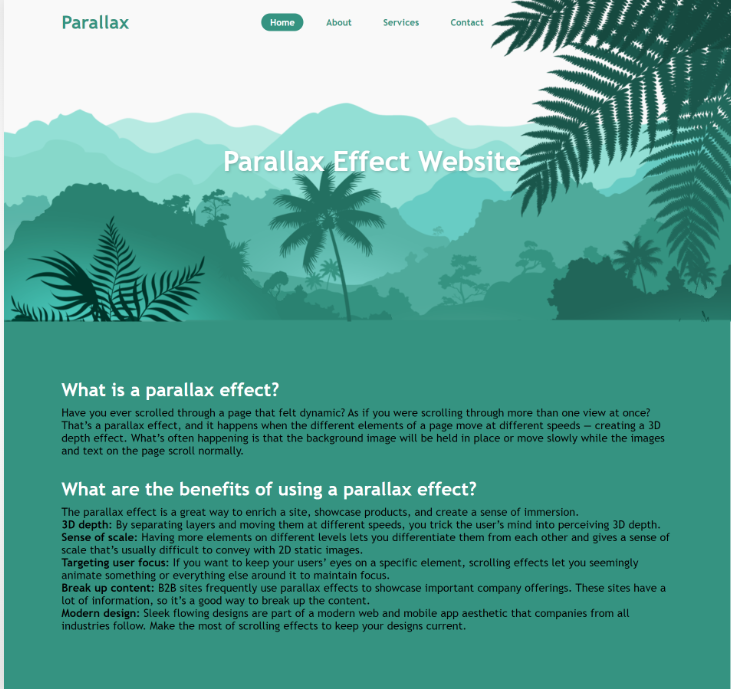 Parallax
Home About Services Contact
Parallax Effect Website
What is a parallax effect?
Have you ever scrolled through a page that felt dynamic? As if you were scrolling through more than one view at once?
That's a parallax effect, and it happens when the different elements of a page move at different speeds — creating a 3D
depth effect. What's often happening is that the background image will be held in place or move slowly while the images
and text on the page scroll normally.
What are the benefits of using a parallax effect?
The parallax effect is a great way to enrich a site, showcase products, and create a sense of immersion.
3D depth: By separating layers and moving them at different speeds, you trick the user's mind into perceiving 3D depth.
Sense of scale: Having more elements on different levels lets you differentiate them from each other and gives a sense of
scale that's usually difficult to convey with 2D static images.
Targeting user focus: If you want to keep your users' eyes on a specific element, scrolling effects let you seemingly
animate something or everything else around it to maintain focus.
Break up content: B2B sites frequently use parallax effects to showcase important company offerings. These sites have a
lot of information, so it's a good way to break up the content.
Modern design: Sleek flowing designs are part of a modern web and mobile app aesthetic that companies from all
industries follow. Make the most of scrolling effects to keep your designs current.